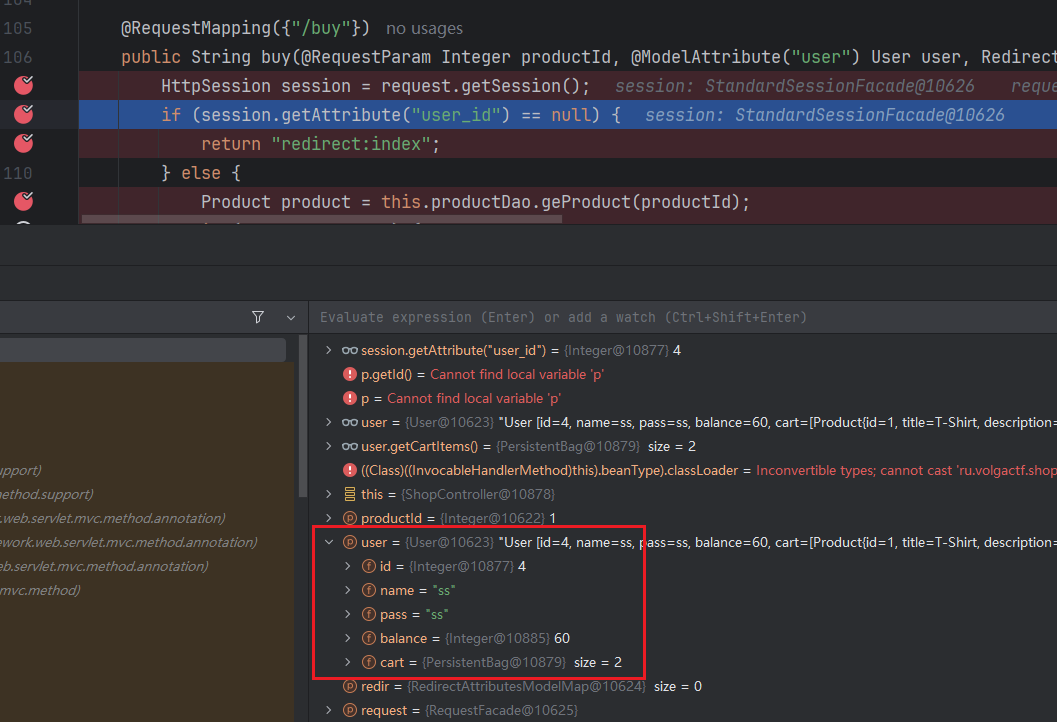 105 @RequestMapping({"/buy"}) no usages
106 public String buy(@RequestParam Integer productId, @ModelAttribute("user") User user, Redirect
HttpSession session = request.getSession(); session: StandardSessionFacade@10626 reque
if (session.getAttribute("user_id") == null) { session: StandardSessionFacade@10626
return "redirect:index";
110 } else {
Product product = this.productDao.geProduct(productId);
Evaluate expression (Enter) or add a watch (Ctrl+Shift+Enter)
session.getAttribute("user_id") = {Integer@10877} 4
p.getId() = Cannot find local variable 'p'
p = Cannot find local variable 'p'
user = {User@10623} "User [id=4, name=ss, pass=ss, balance=60, cart=[Product{id=1, title=T-Shirt, description=
user.getCartItems() = {PersistentBag@10879} size = 2
upport)
((Class)((InvocableHandlerMethod)this).beanType).classLoader = Inconvertible types; cannot cast 'ru.volgactf.shop
nethod.support)
this = {ShopController@10878}
.web.servlet.mvc.method.annotation)
productId = {Integer@10622} 1
ework.web.servlet.mvc.method.annotation)
user = {User@10623} "User [id=4, name=ss, pass=ss, balance=60, cart=[Product{id=1, title=T-Shirt, description=
eb.servlet.mvc.method.annotation)
id = {Integer@10877} 4
mvc.method)
name = "ss"
pass = "ss"
balance = {Integer@10885} 60
cart = {PersistentBag@10879} size = 2
redir = {RedirectAttributesModelMap@10624} size = 0
request = {RequestFacade@10625}